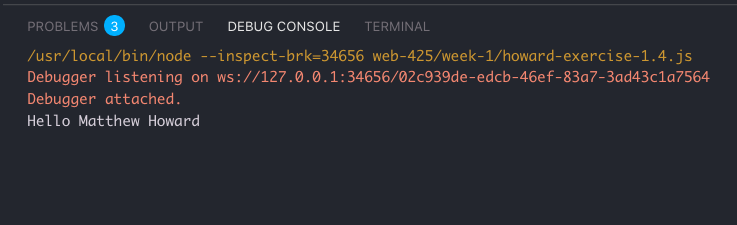 PROBLEMS 3 OUTPUT DEBUG CONSOLE TERMINAL
/usr/local/bin/node --inspect-brk=34656 web-425/week-1/howard-exercise-1.4.js
Debugger listening on ws://127.0.0.1:34656/02c939de-edcb-46ef-83a7-3ad43c1a7564
Debugger attached.
Hello Matthew Howard